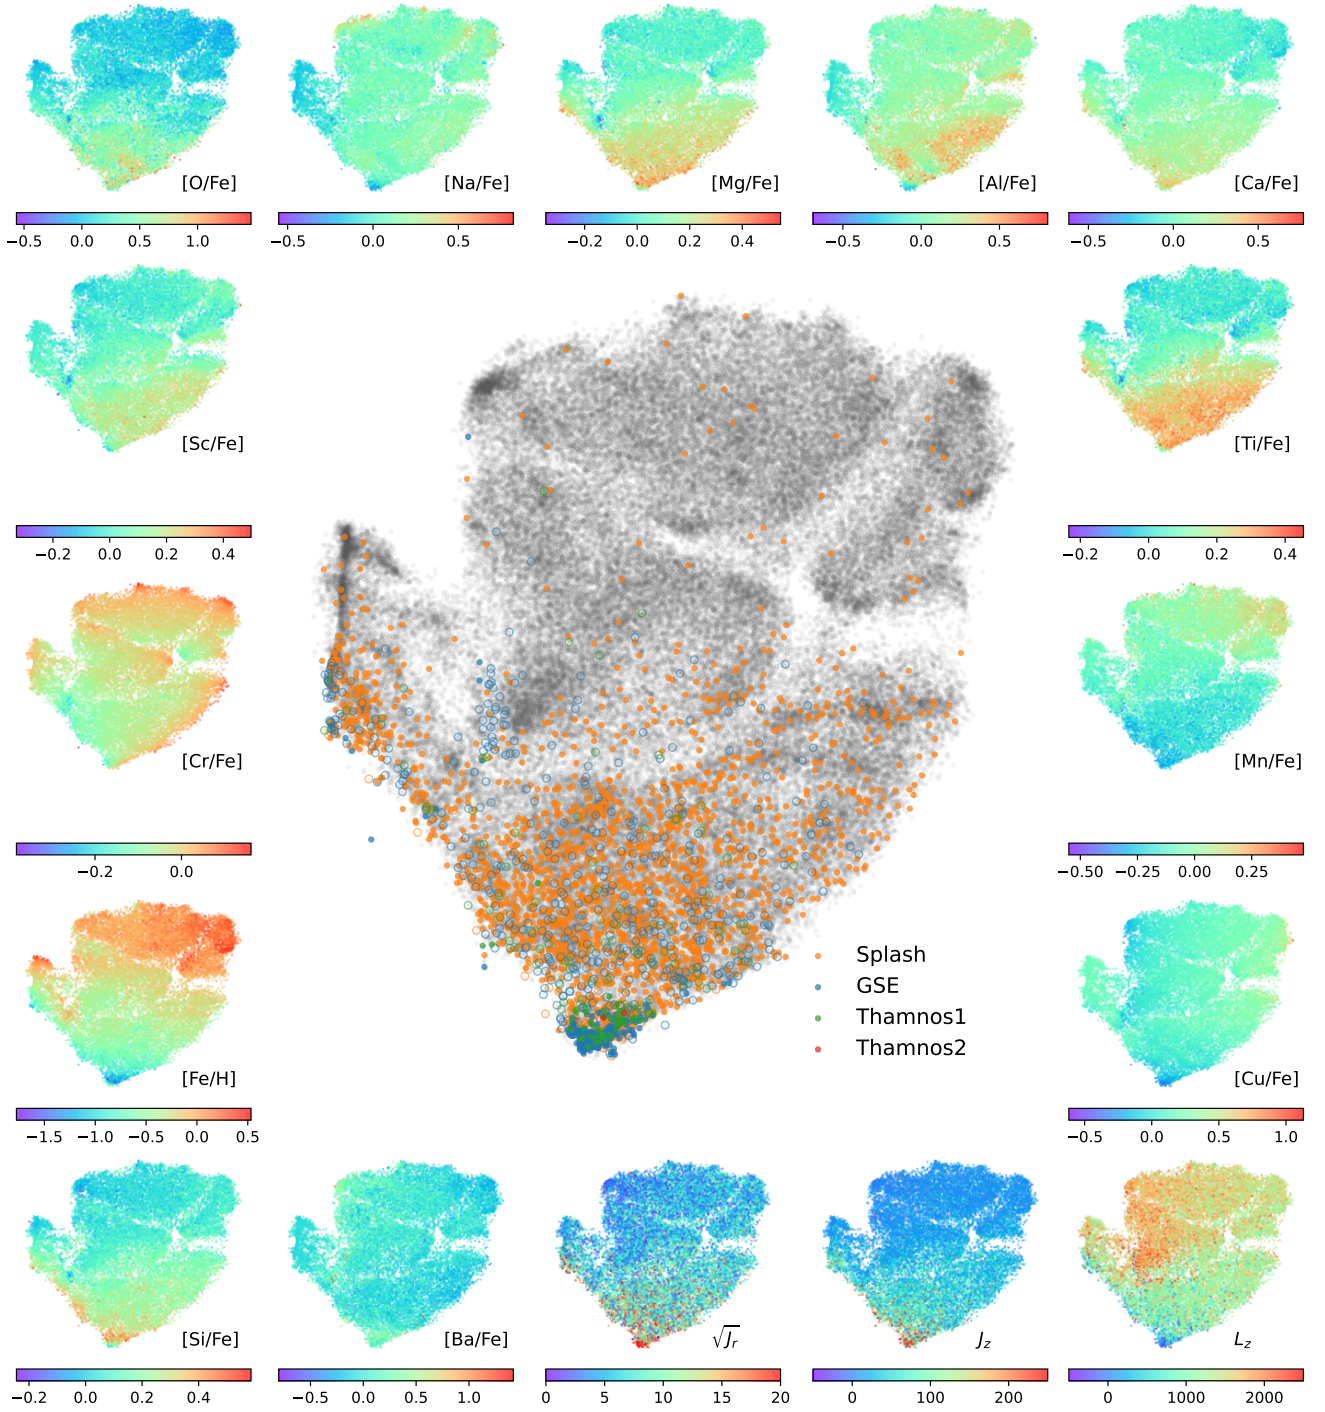 [O/Fe] [Na/Fe] [Mg/Fe] [Al/Fe] [Ca/Fe]
−0.5 0.0 0.5 1.0 −0.5 0.0 0.5 −0.2 0.0 0.2 0.4 −0.5 0.0 0.5 −0.5 0.0 0.5
[Sc/Fe] [Ti/Fe]
−0.2 0.0 0.2 0.4 −0.2 0.0 0.2 0.4
[Cr/Fe] [Mn/Fe]
−0.2 0.0 −0.50 −0.25 0.00 0.25
Splash
GSE
Thamnos1
Thamnos2
[Fe/H] [Cu/Fe]
−1.5 −1.0 −0.5 0.0 0.5 −0.5 0.0 0.5 1.0
[Si/Fe] [Ba/Fe] √J_r J_z L_z
−0.2 0.0 0.2 0.4 −0.5 0.0 0.5 1.0 0 5 10 15 20 0 100 200 0 1000 2000